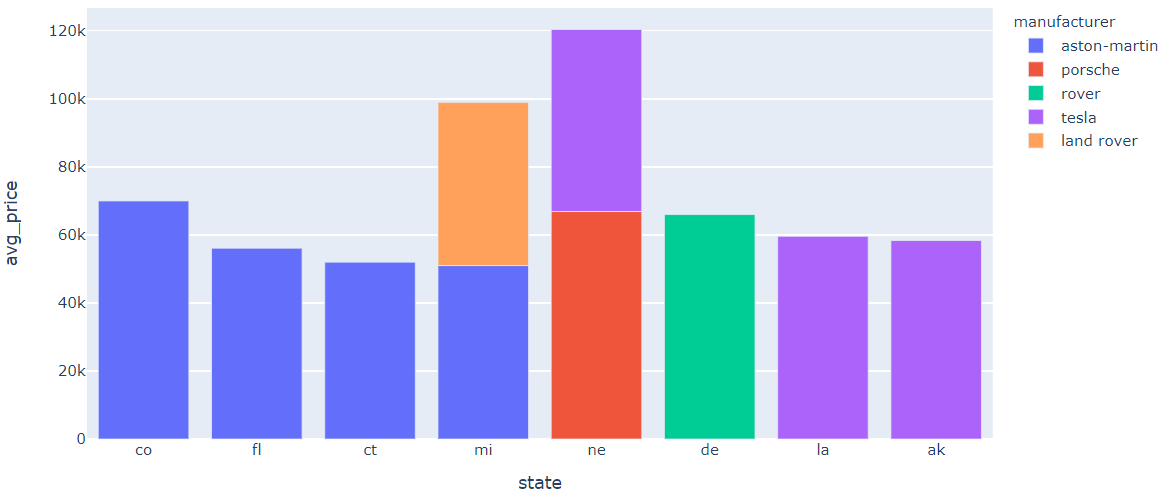 manufacturer
aston-martin
porsche
rover
tesla
land rover
avg_price
120k
100k
80k
60k
40k
20k
0
co fl ct mi ne de la ak
state